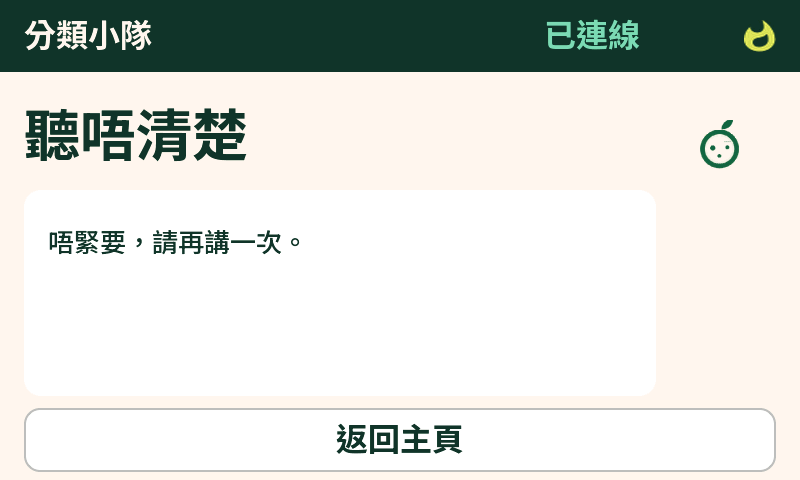 分類小隊
已連線
聽唔清楚
唔緊要，請再講一次。
返回主頁